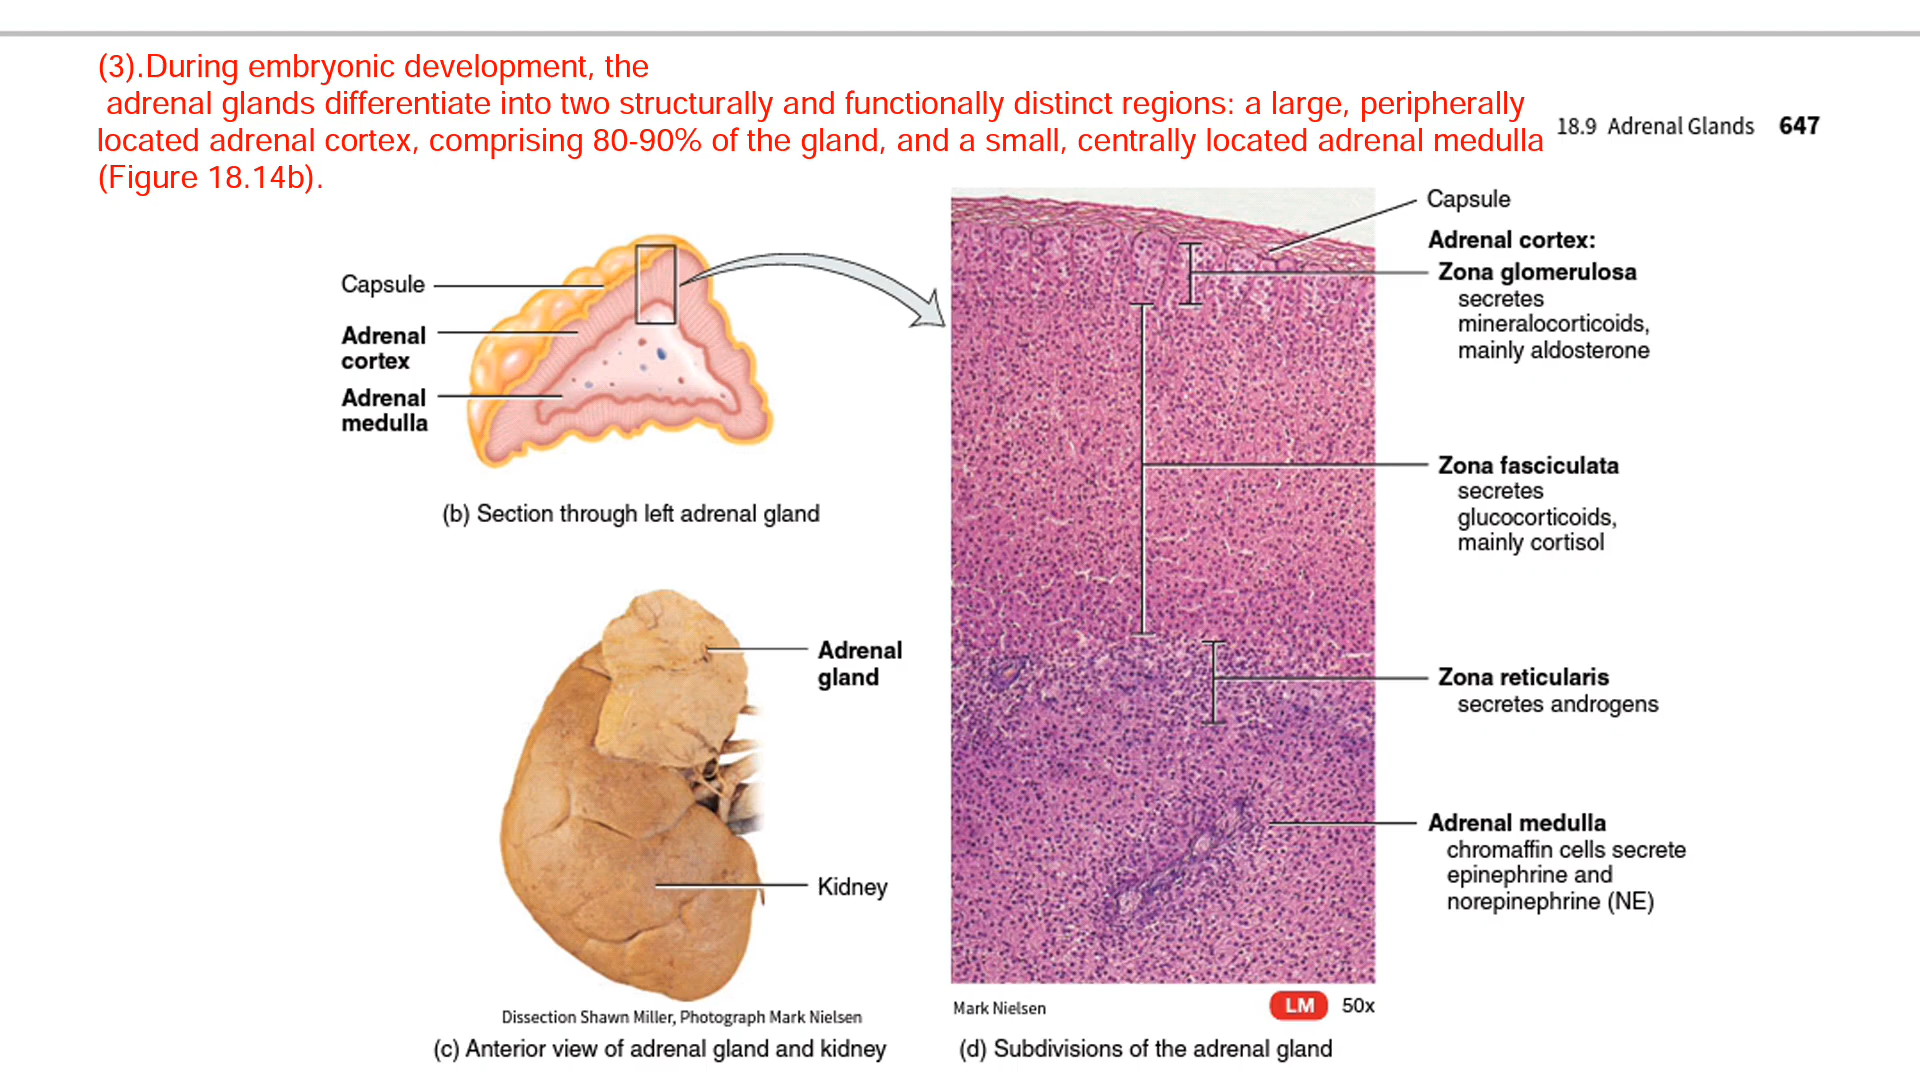 (3).During embryonic development, the
adrenal glands differentiate into two structurally and functionally distinct regions: a large, peripherally
located adrenal cortex, comprising 80-90% of the gland, and a small, centrally located adrenal medulla
(Figure 18.14b).
18.9 Adrenal Glands 647
Capsule
Adrenal
cortex
Adrenal
medulla
(b) Section through left adrenal gland
Adrenal
gland
Kidney
Dissection Shawn Miller, Photograph Mark Nielsen
(c) Anterior view of adrenal gland and kidney
Capsule
Adrenal cortex:
Zona glomerulosa
secretes
mineralocorticoids,
mainly aldosterone
Zona fasciculata
secretes
glucocorticoids,
mainly cortisol
Zona reticularis
secretes androgens
Adrenal medulla
chromaffin cells secrete
epinephrine and
norepinephrine (NE)
Mark Nielsen
LM 50x
(d) Subdivisions of the adrenal gland